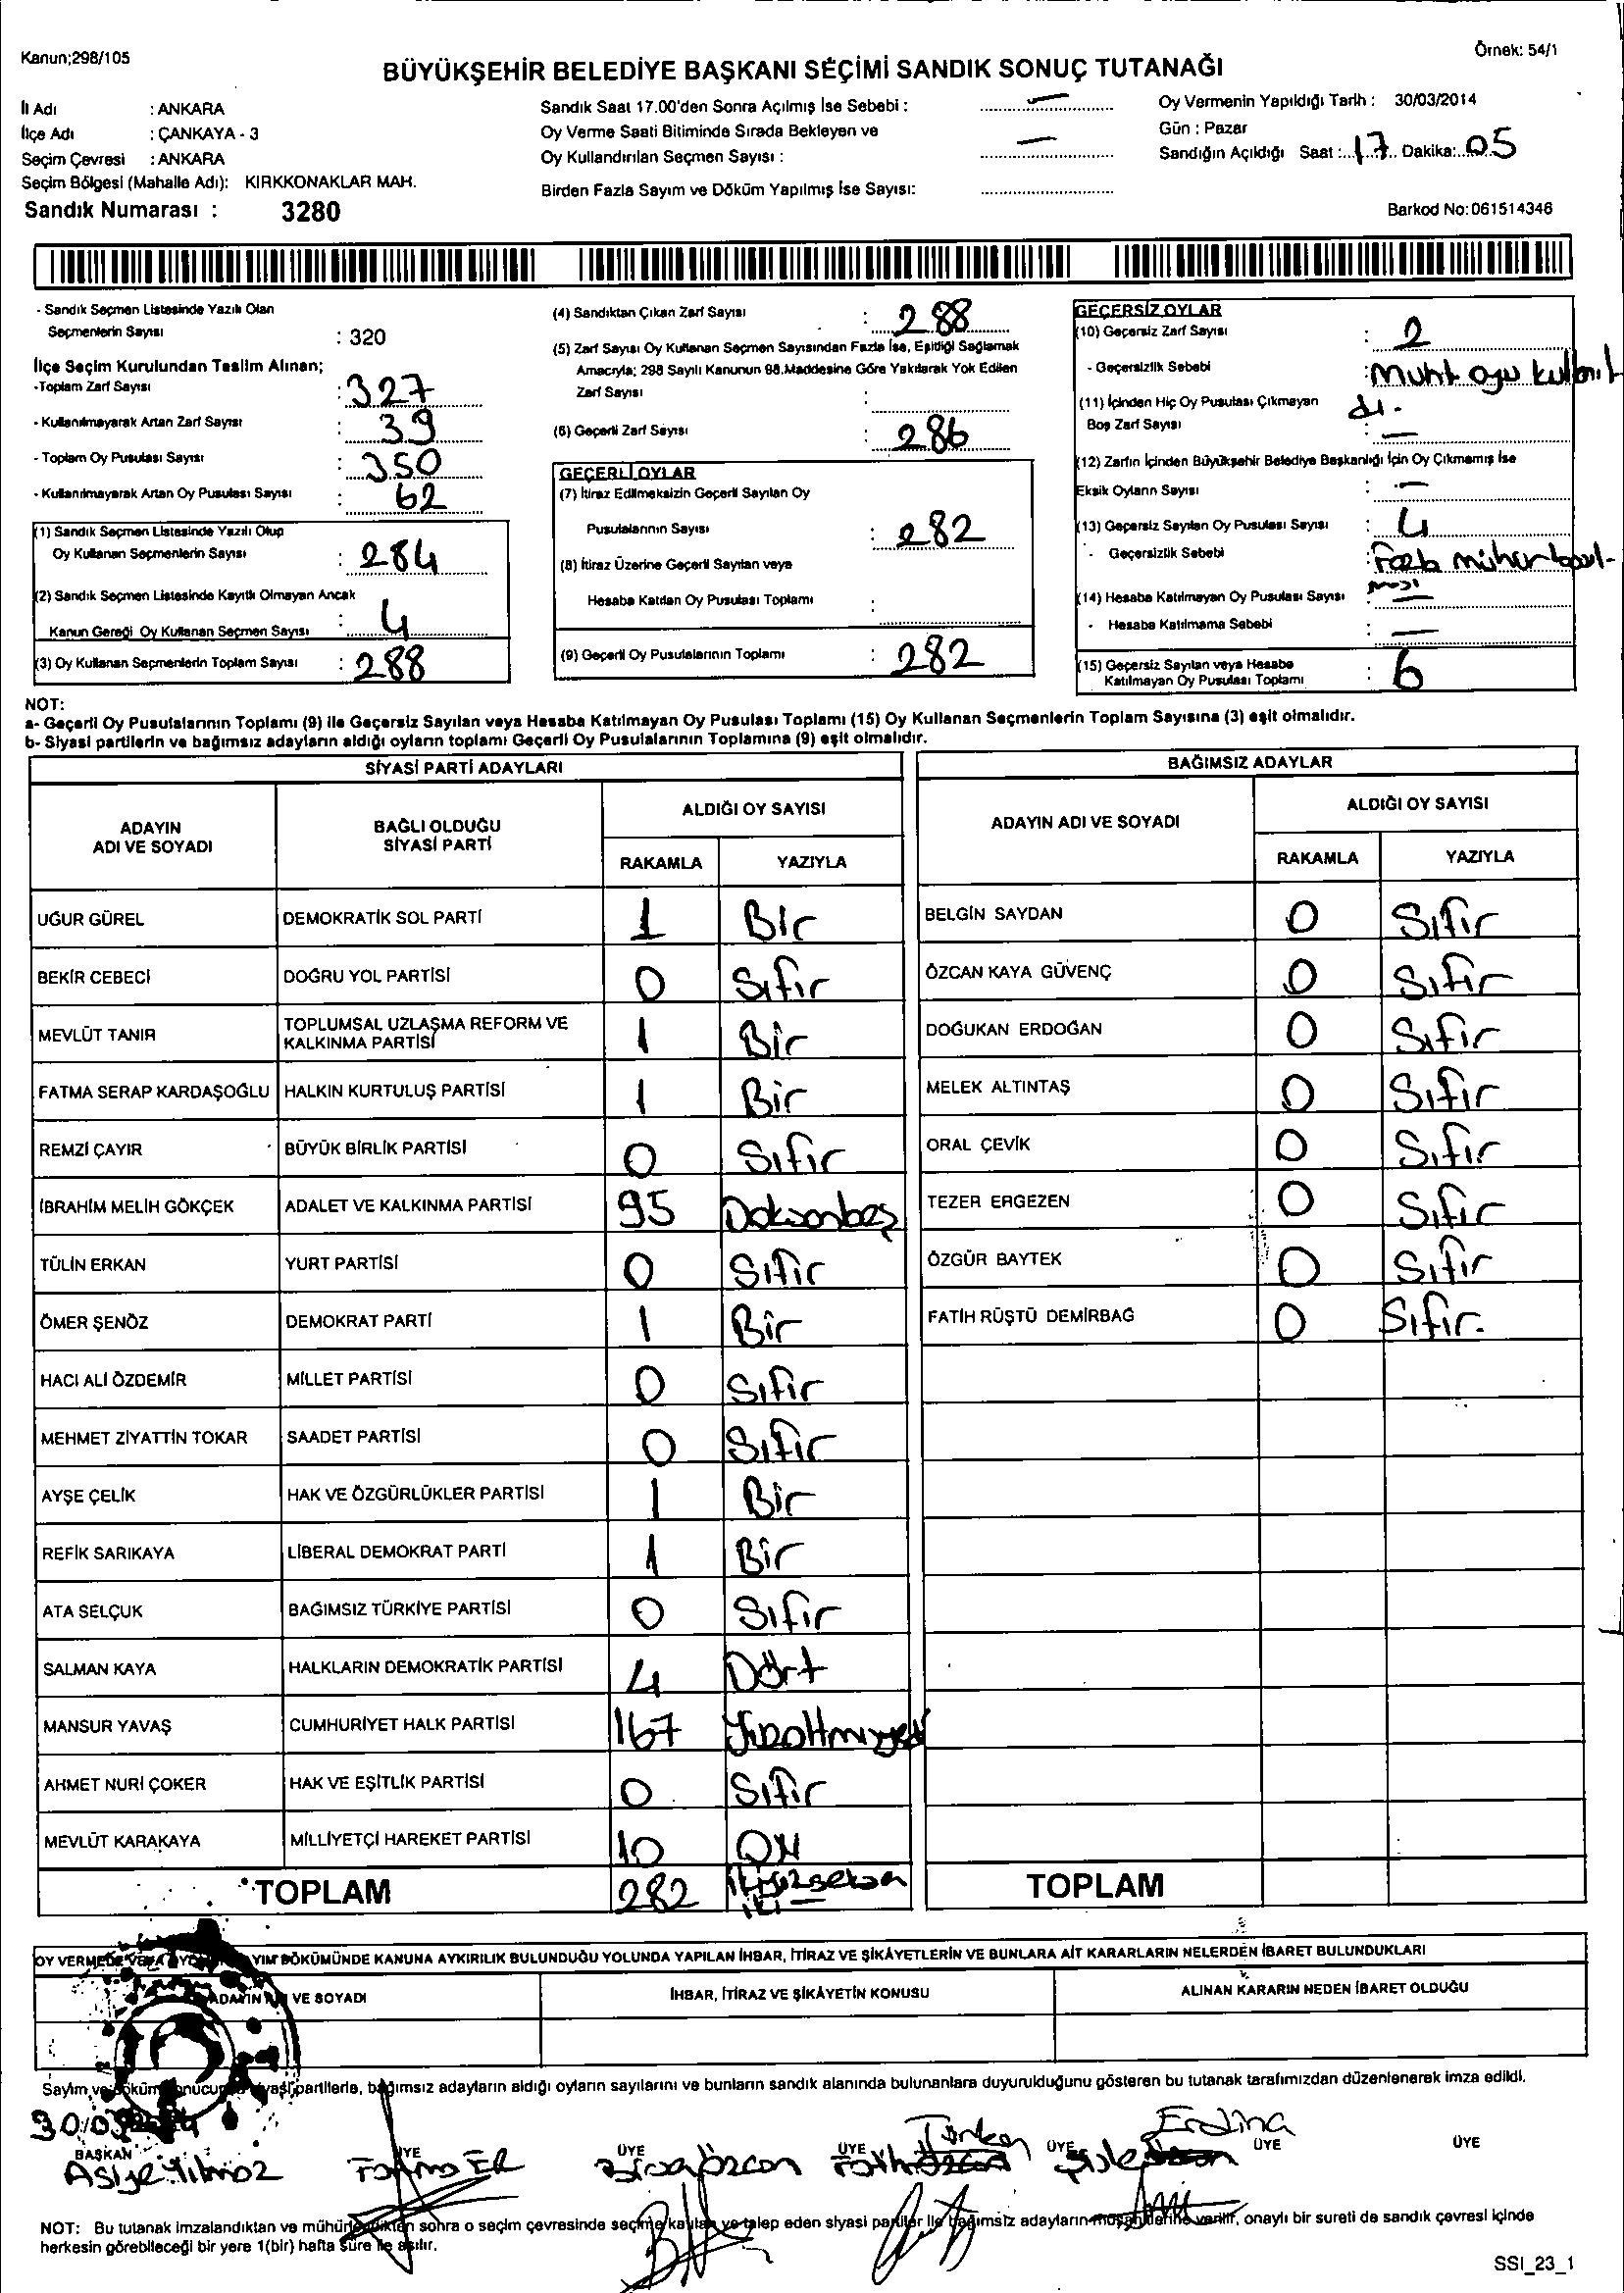 Kanun;298/105
Örnek: 54/1
BÜYÜKŞEHİR BELEDİYE BAŞKANI SEÇİMİ SANDIK SONUÇ TUTANAĞI
İl Adı : ANKARA
İlçe Adı : ÇANKAYA - 3
Seçim Çevresi : ANKARA
Seçim Bölgesi (Mahalle Adı): KIRKKONAKLAR MAH.
Sandık Numarası : 3280
Sandık Saat 17.00'den Sonra Açılmış İse Sebebi : —
Oy Verme Saati Bitiminde Sırada Bekleyen ve
Oy Kullandırılan Seçmen Sayısı : —
Birden Fazla Sayım ve Döküm Yapılmış İse Sayısı:
Oy Vermenin Yapıldığı Tarih : 30/03/2014
Gün : Pazar
Sandığın Açıldığı Saat : 17 Dakika: 05
Barkod No:061514346
- Sandık Seçmen Listesinde Yazılı Olan
Seçmenlerin Sayısı : 320
İlçe Seçim Kurulundan Teslim Alınan;
-Toplam Zarf Sayısı : 327
- Kullanılmayarak Artan Zarf Sayısı : 39
- Toplam Oy Pusulası Sayısı : 350
- Kullanılmayarak Artan Oy Pusulası Sayısı : 62
(1) Sandık Seçmen Listesinde Yazılı Olup
Oy Kullanan Seçmenlerin Sayısı : 284
(2) Sandık Seçmen Listesinde Kayıtlı Olmayan Ancak
Kanun Gereği Oy Kullanan Seçmen Sayısı : 4
(3) Oy Kullanan Seçmenlerin Toplam Sayısı : 288
(4) Sandıktan Çıkan Zarf Sayısı : 288
(5) Zarf Sayısı Oy Kullanan Seçmen Sayısından Fazla İse, Eşitliği Sağlamak
Amacıyla; 298 Sayılı Kanunun 98.Maddesine Göre Yakılarak Yok Edilen
Zarf Sayısı :
(6) Geçerli Zarf Sayısı : 286
GEÇERLİ OYLAR
(7) İtiraz Edilmeksizin Geçerli Sayılan Oy
Pusulalarının Sayısı : 282
(8) İtiraz Üzerine Geçerli Sayılan veya
Hesaba Katılan Oy Pusulası Toplamı :
(9) Geçerli Oy Pusulalarının Toplamı : 282
GEÇERSİZ OYLAR
(10) Geçersiz Zarf Sayısı : 2
- Geçersizlik Sebebi : Muht oyu kullanıl
dı.
(11) İçinden Hiç Oy Pusulası Çıkmayan
Boş Zarf Sayısı : —
(12) Zarfın İçinden Büyükşehir Belediye Başkanlığı İçin Oy Çıkmamış İse
Eksik Oyların Sayısı : —
(13) Geçersiz Sayılan Oy Pusulası Sayısı : 4
- Geçersizlik Sebebi : Fazla mühür
(14) Hesaba Katılmayan Oy Pusulası Sayısı : —
- Hesaba Katılmama Sebebi : —
(15) Geçersiz Sayılan veya Hesaba
Katılmayan Oy Pusulası Toplamı : 6
NOT:
a- Geçerli Oy Pusulalarının Toplamı (9) ile Geçersiz Sayılan veya Hesaba Katılmayan Oy Pusulası Toplamı (15) Oy Kullanan Seçmenlerin Toplam Sayısına (3) eşit olmalıdır.
b- Siyasi partilerin ve bağımsız adayların aldığı oyların toplamı Geçerli Oy Pusulalarının Toplamına (9) eşit olmalıdır.
SİYASİ PARTİ ADAYLARI
ADAYIN
ADI VE SOYADI
BAĞLI OLDUĞU
SİYASİ PARTİ
ALDIĞI OY SAYISI
RAKAMLA YAZIYLA
UĞUR GÜREL DEMOKRATİK SOL PARTİ 1 Bir
BEKİR CEBECİ DOĞRU YOL PARTİSİ 0 Sıfır
MEVLÜT TANIR TOPLUMSAL UZLAŞMA REFORM VE
KALKINMA PARTİSİ 1 Bir
FATMA SERAP KARDAŞOĞLU HALKIN KURTULUŞ PARTİSİ 1 Bir
REMZİ ÇAYIR BÜYÜK BİRLİK PARTİSİ 0 Sıfır
İBRAHİM MELİH GÖKÇEK ADALET VE KALKINMA PARTİSİ 95 Doksanbeş
TÜLİN ERKAN YURT PARTİSİ 0 Sıfır
ÖMER ŞENÖZ DEMOKRAT PARTİ 1 Bir
HACI ALİ ÖZDEMİR MİLLET PARTİSİ 0 Sıfır
MEHMET ZİYATTİN TOKAR SAADET PARTİSİ 0 Sıfır
AYŞE ÇELİK HAK VE ÖZGÜRLÜKLER PARTİSİ 1 Bir
REFİK SARIKAYA LİBERAL DEMOKRAT PARTİ 1 Bir
ATA SELÇUK BAĞIMSIZ TÜRKİYE PARTİSİ 0 Sıfır
SALMAN KAYA HALKLARIN DEMOKRATİK PARTİSİ 4 Dört
MANSUR YAVAŞ CUMHURİYET HALK PARTİSİ 167 Yüzaltmışyedi
AHMET NURİ ÇOKER HAK VE EŞİTLİK PARTİSİ 0 Sıfır
MEVLÜT KARAKAYA MİLLİYETÇİ HAREKET PARTİSİ 10 ON
TOPLAM 282 ikiyüzseksen
iki
BAĞIMSIZ ADAYLAR
ADAYIN ADI VE SOYADI
ALDIĞI OY SAYISI
RAKAMLA YAZIYLA
BELGİN SAYDAN 0 Sıfır
ÖZCAN KAYA GÜVENÇ 0 Sıfır
DOĞUKAN ERDOĞAN 0 Sıfır
MELEK ALTINTAŞ 0 Sıfır
ORAL ÇEVİK 0 Sıfır
TEZER ERGEZEN 0 Sıfır
ÖZGÜR BAYTEK 0 Sıfır
FATİH RÜŞTÜ DEMİRBAĞ 0 Sıfır.
TOPLAM
OY VERMEDE VEYA OY SAYIM DÖKÜMÜNDE KANUNA AYKIRILIK BULUNDUĞU YOLUNDA YAPILAN İHBAR, İTİRAZ VE ŞİKÂYETLERİN VE BUNLARA AİT KARARLARIN NELERDEN İBARET BULUNDUKLARI
ADAYIN ADI VE SOYADI
İHBAR, İTİRAZ VE ŞİKÂYETİN KONUSU
ALINAN KARARIN NEDEN İBARET OLDUĞU
Sayım ve döküm sonucunda siyasi partilerle, bağımsız adayların aldığı oyların sayılarını ve bunların sandık alanında bulunanlara duyurulduğunu gösteren bu tutanak tarafımızdan düzenlenerek imza edildi.
BAŞKAN ÜYE ÜYE ÜYE ÜYE ÜYE ÜYE
Asiye Yılmaz Fatma ER Özcan Fatih Türkan Erdina
NOT: Bu tutanak imzalandıktan ve mühürlendikten sonra o seçim çevresinde seçime katılan ve talep eden siyasi partiler ile bağımsız adayların müşahitlerine verilir, onaylı bir sureti de sandık çevresi içinde
herkesin görebileceği bir yere 1(bir) hafta süre ile asılır.
SSI_23_1